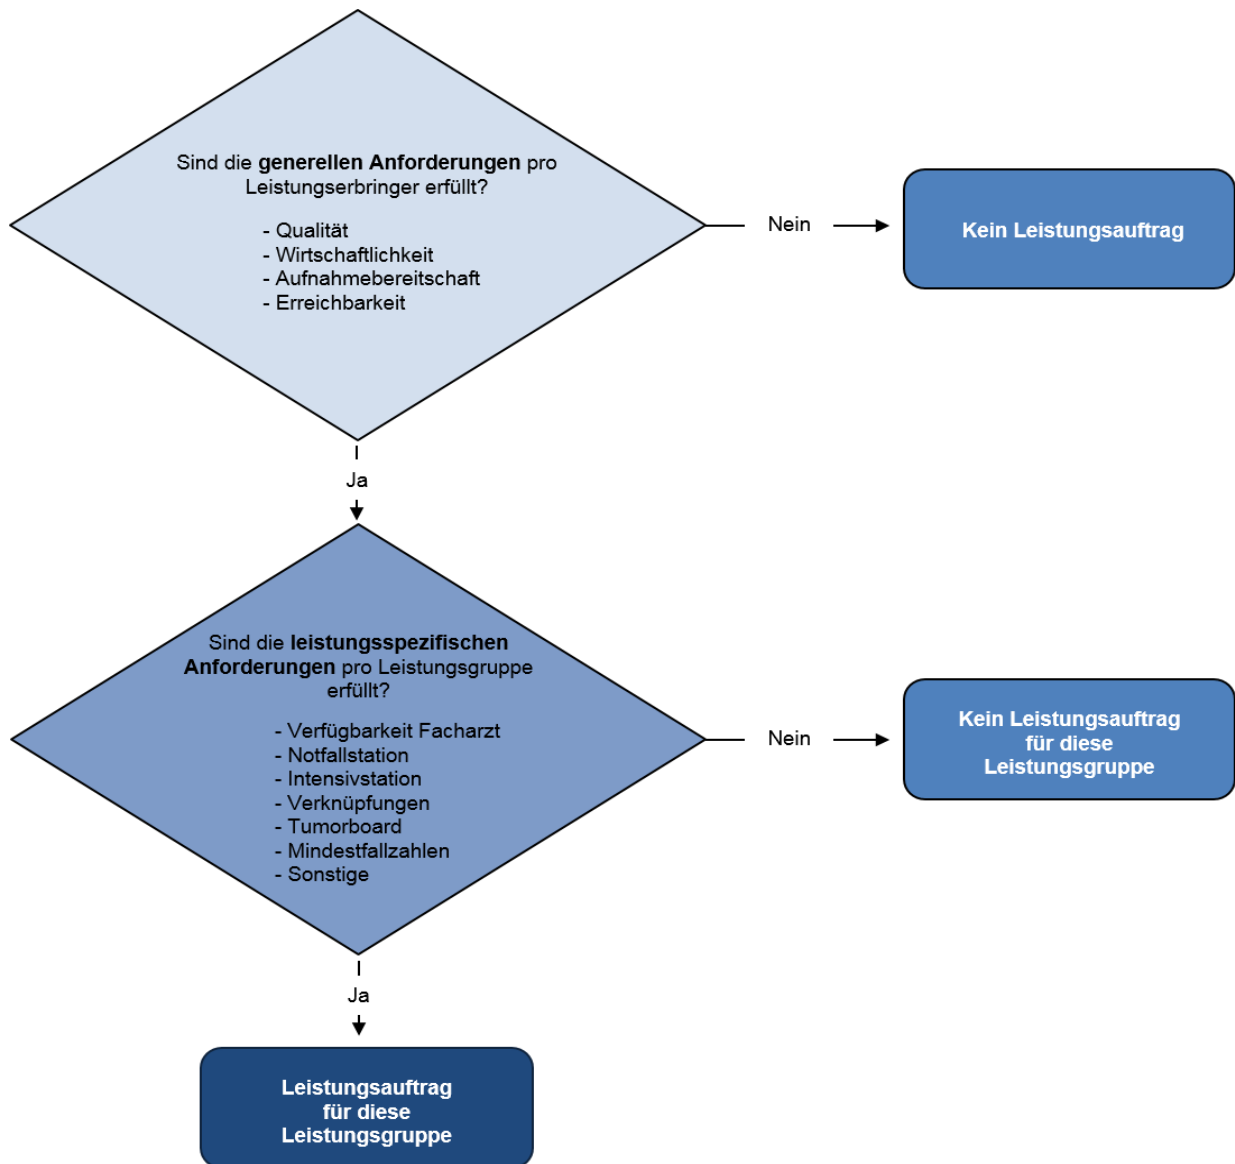 Sind die generellen Anforderungen pro
Leistungserbringer erfüllt?
- Qualität
- Wirtschaftlichkeit
- Aufnahmebereitschaft
- Erreichbarkeit
Nein
Kein Leistungsauftrag
Ja
Sind die leistungsspezifischen
Anforderungen pro Leistungsgruppe
erfüllt?
- Verfügbarkeit Facharzt
- Notfallstation
- Intensivstation
- Verknüpfungen
- Tumorboard
- Mindestfallzahlen
- Sonstige
Nein
Kein Leistungsauftrag
für diese
Leistungsgruppe
Ja
Leistungsauftrag
für diese
Leistungsgruppe